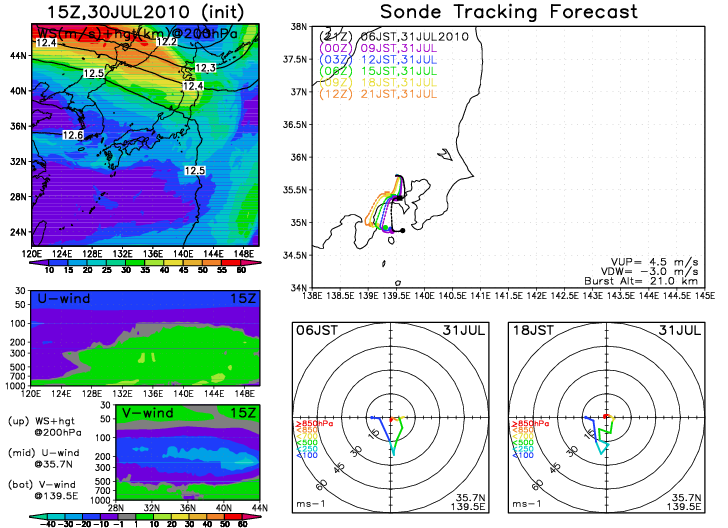 15Z,30JUL2010 (init)
WS(m/s)+hgt(km)@200hPa
12.4
12.2
12.3
12.5
12.4
12.6
12.5
44N
40N
36N
32N
28N
24N
120E 124E 128E 132E 136E 140E 144E 148E
10 15 20 25 30 35 40 45 50 55 60
Sonde Tracking Forecast
(21Z) 06JST,31JUL2010
(00Z) 09JST,31JUL
(03Z) 12JST,31JUL
(06Z) 15JST,31JUL
(09Z) 18JST,31JUL
(12Z) 21JST,31JUL
38N
37.5N
37N
36.5N
36N
35.5N
35N
34.5N
34N
VUP= 4.5 m/s
VDW= −3.0 m/s
Burst Alt= 21.0 km
138E 138.5E 139E 139.5E 140E 140.5E 141E 141.5E 142E 142.5E 143E 143.5E 144E 144.5E 145E
U−wind 15Z
30
50
100
200
300
500
700
1000
120E 124E 128E 132E 136E 140E 144E 148E
(up) WS+hgt
@200hPa
(mid) U−wind
@35.7N
(bot) V−wind
@139.5E
V−wind 15Z
30
50
100
200
300
500
700
1000
28N 32N 36N 40N 44N
−40 −30 −20 −10 −1 1 10 20 30 40 50 60
06JST 31JUL
≥850hPa
<850
<700
<500
<250
<100
15
30
45
60
ms−1
35.7N
139.5E
18JST 31JUL
≥850hPa
<850
<700
<500
<250
<100
15
30
45
60
ms−1
35.7N
139.5E